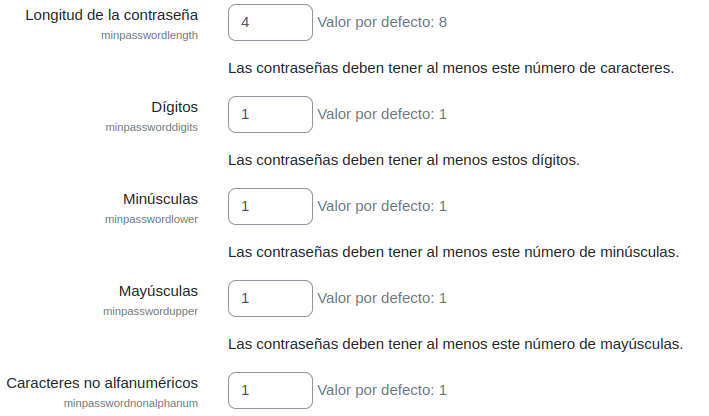 Longitud de la contraseña
minpasswordlength
4 Valor por defecto: 8
Las contraseñas deben tener al menos este número de caracteres.
Dígitos
minpassworddigits
1 Valor por defecto: 1
Las contraseñas deben tener al menos estos dígitos.
Minúsculas
minpasswordlower
1 Valor por defecto: 1
Las contraseñas deben tener al menos este número de minúsculas.
Mayúsculas
minpasswordupper
1 Valor por defecto: 1
Las contraseñas deben tener al menos este número de mayúsculas.
Caracteres no alfanuméricos
minpasswordnonalphanum
1 Valor por defecto: 1